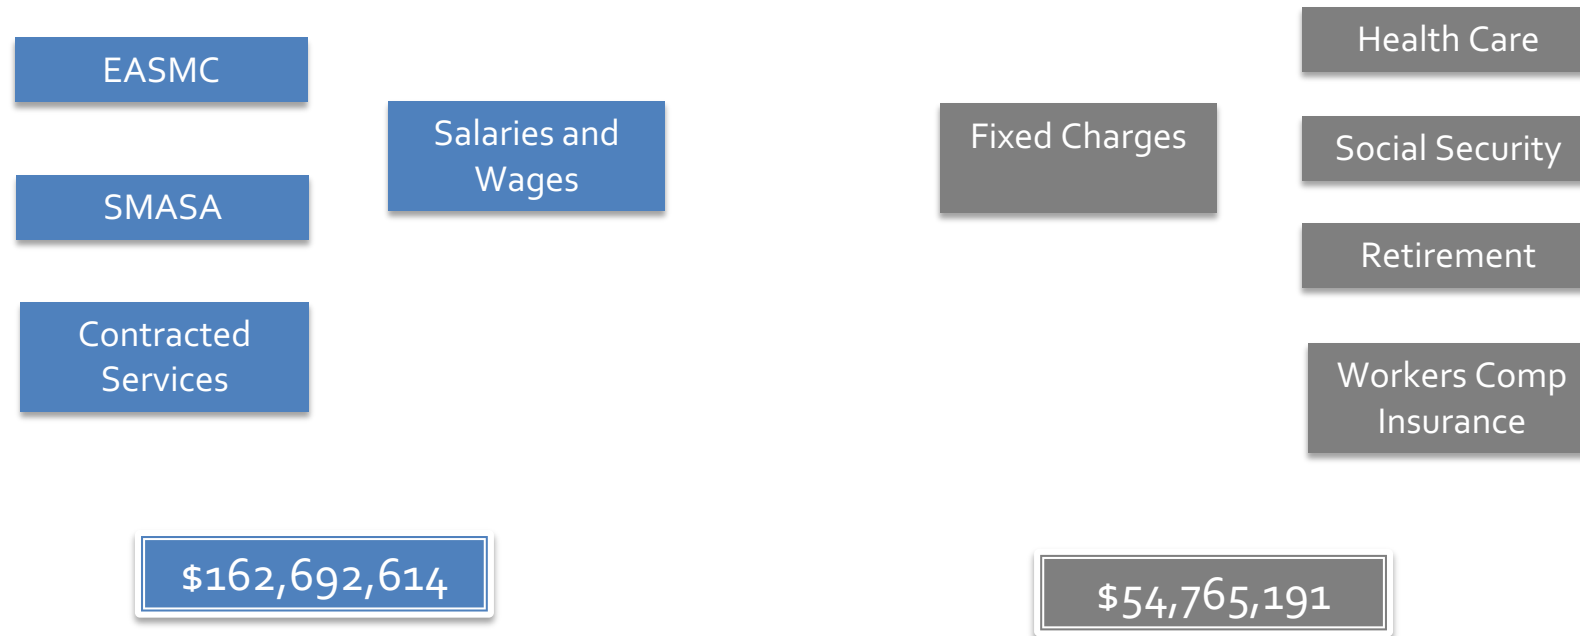 EASMC
SMASA
Contracted
Services
Salaries and
Wages
$162,692,614
Fixed Charges
Health Care
Social Security
Retirement
Workers Comp
Insurance
$54,765,191